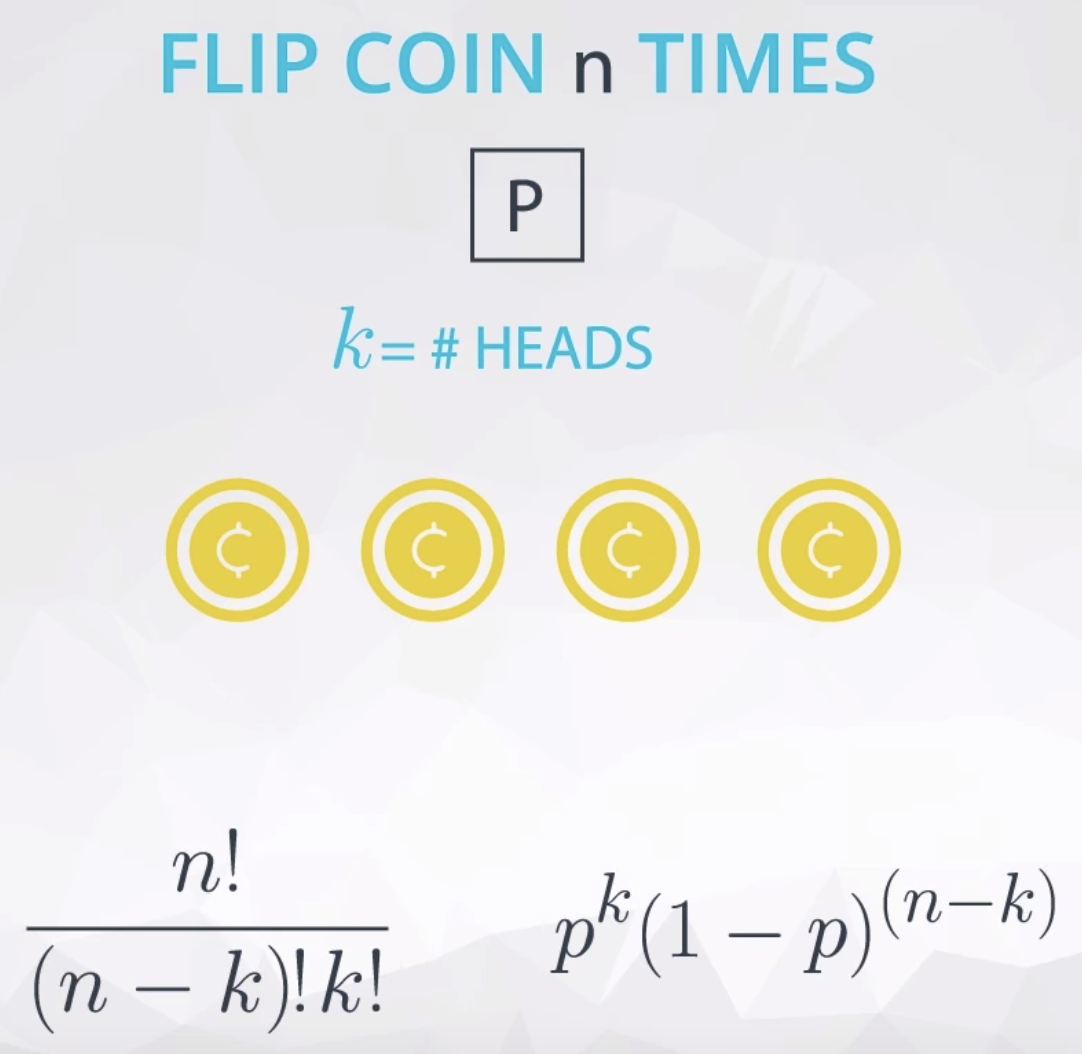 FLIP COIN n TIMES
P
k = # HEADS
¢ ¢ ¢ ¢
n!
(n − k)!k!
p^k(1 − p)^(n−k)